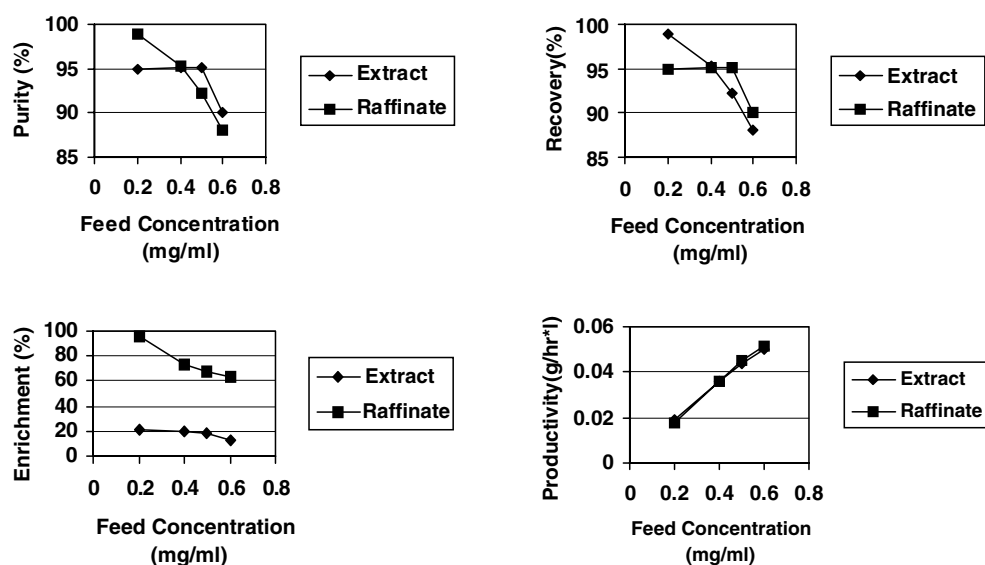 Purity (%)
100
95
90
85
0 0.2 0.4 0.6 0.8
Feed Concentration
(mg/ml)
Extract
Raffinate
Recovery(%)
100
95
90
85
0 0.2 0.4 0.6 0.8
Feed Concentration
(mg/ml)
Extract
Raffinate
Enrichment (%)
100
80
60
40
20
0
0 0.2 0.4 0.6 0.8
Feed Concentration
(mg/ml)
Extract
Raffinate
Productivity(g/hr*l)
0.06
0.04
0.02
0
0 0.2 0.4 0.6 0.8
Feed Concentration
(mg/ml)
Extract
Raffinate